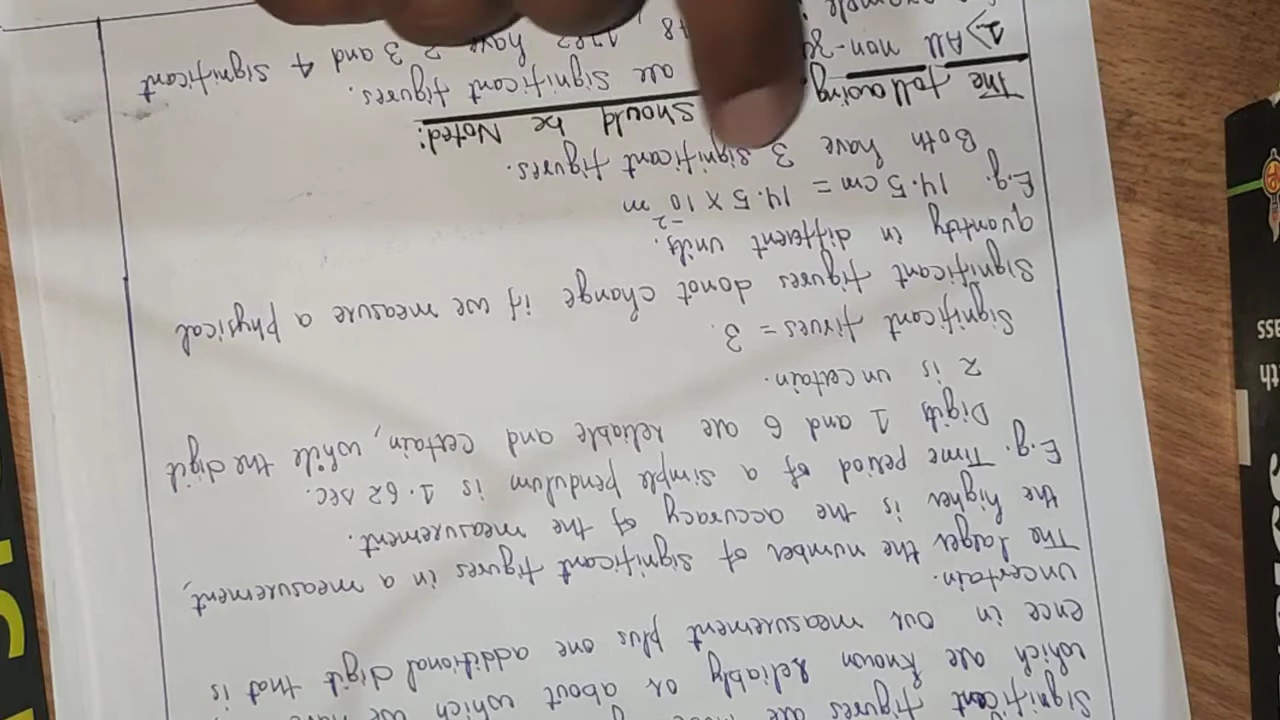 Significant figures are
which are known reliably or about which we have
ence in our measurement plus one additional digit that is
uncertain.
The larger the number of significant figures in a measurement,
the higher is the accuracy of the measurement.
E.g. Time period of a simple pendulum is 1.62 sec.
Digits 1 and 6 are reliable and certain, while the digit
2 is uncertain.
Significant firues = 3.
Significant figures donot change if we measure a physical
quantity in different units.
E.g. 14.5 cm = 14.5 × 10⁻² m
Both have 3 significant figures.
The following should be Noted:
1) All non- are significant figures.
have 2 3 and 4 significant